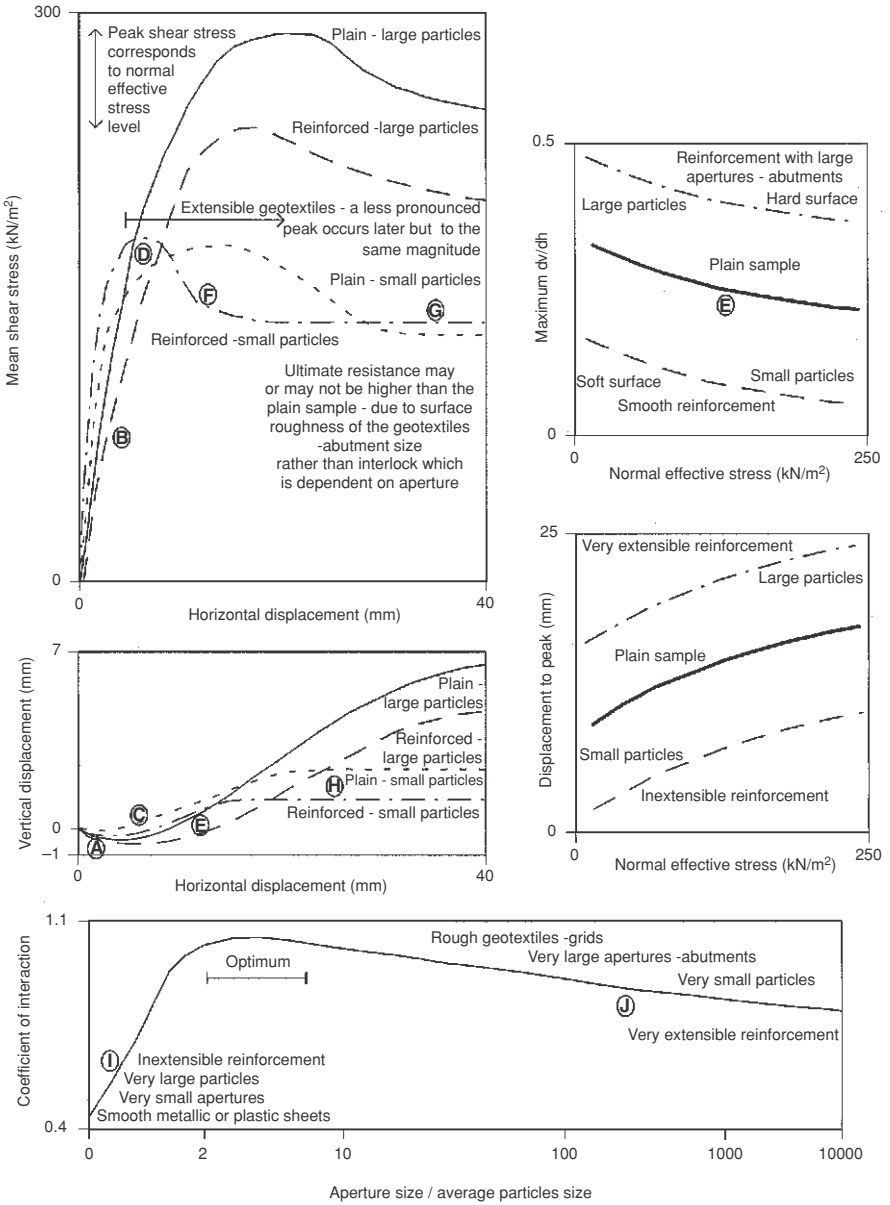 300
Peak shear stress
corresponds
to normal
effective
stress
level
Plain - large particles
Reinforced -large particles
Extensible geotextiles - a less pronounced
peak occurs later but to the
same magnitude
D
F
Plain - small particles
G
Reinforced -small particles
Ultimate resistance may
or may not be higher than the
plain sample - due to surface
roughness of the geotextiles
-abutment size
rather than interlock which
is dependent on aperture
B
Mean shear stress (kN/m²)
0
0
40
Horizontal displacement (mm)
0.5
Reinforcement with large
apertures - abutments
Large particles
Hard surface
Plain sample
E
Soft surface
Small particles
Smooth reinforcement
Maximum dv/dh
0
0
250
Normal effective stress (kN/m²)
7
Plain -
large particles
Reinforced -
large particles
Plain - small particles
H
Reinforced - small particles
C
E
A
Vertical displacement (mm)
0
–1
0
40
Horizontal displacement (mm)
25
Very extensible reinforcement
Large particles
Plain sample
Small particles
Inextensible reinforcement
Displacement to peak (mm)
0
0
250
Normal effective stress (kN/m²)
1.1
Rough geotextiles -grids
Very large apertures -abutments
Very small particles
Optimum
J
Very extensible reinforcement
I
Inextensible reinforcement
Very large particles
Very small apertures
Smooth metallic or plastic sheets
Coefficient of interaction
0.4
0
2
10
100
1000
10000
Aperture size / average particles size